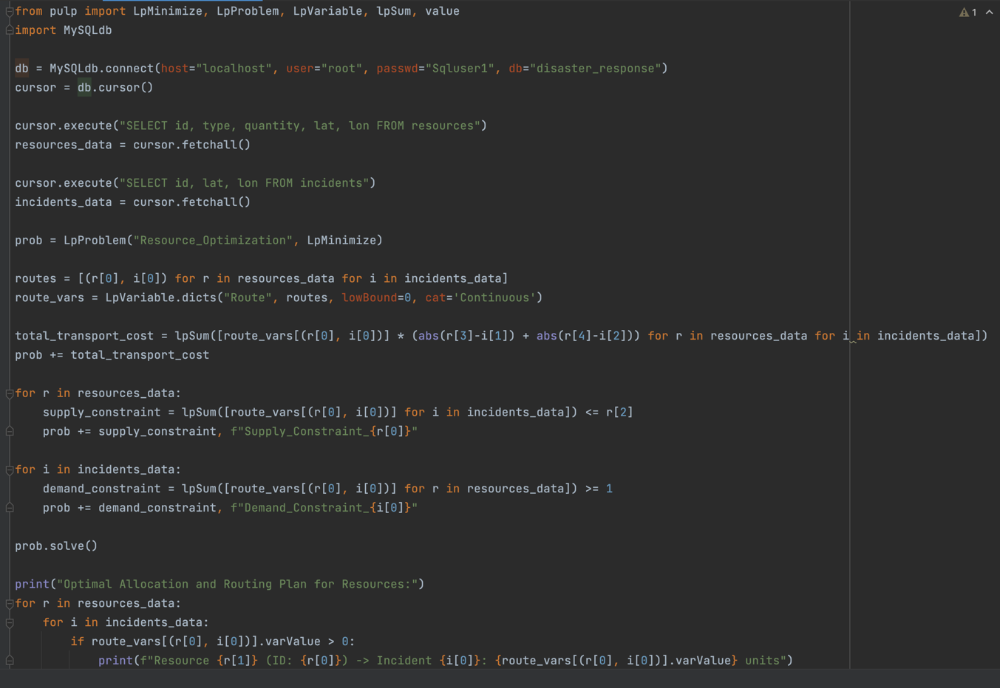 from pulp import LpMinimize, LpProblem, LpVariable, lpSum, value
1
import MySQLdb
db = MySQLdb.connect(host="localhost", user="root", passwd="Sqluser1", db="disaster_response")
cursor = db.cursor()
cursor.execute("SELECT id, type, quantity, lat, lon FROM resources")
resources_data = cursor.fetchall()
cursor.execute("SELECT id, lat, lon FROM incidents")
incidents_data = cursor.fetchall()
prob = LpProblem("Resource_Optimization", LpMinimize)
routes = [(r[0], i[0]) for r in resources_data for i in incidents_data]
route_vars = LpVariable.dicts("Route", routes, lowBound=0, cat='Continuous')
total_transport_cost = lpSum([route_vars[(r[0], i[0])] * (abs(r[3]-i[1]) + abs(r[4]-i[2])) for r in resources_data for i in incidents_data])
prob += total_transport_cost
for r in resources_data:
    supply_constraint = lpSum([route_vars[(r[0], i[0])] for i in incidents_data]) <= r[2]
    prob += supply_constraint, f"Supply_Constraint_{r[0]}"
for i in incidents_data:
    demand_constraint = lpSum([route_vars[(r[0], i[0])] for r in resources_data]) >= 1
    prob += demand_constraint, f"Demand_Constraint_{i[0]}"
prob.solve()
print("Optimal Allocation and Routing Plan for Resources:")
for r in resources_data:
    for i in incidents_data:
        if route_vars[(r[0], i[0])].varValue > 0:
            print(f"Resource {r[1]} (ID: {r[0]}) -> Incident {i[0]}: {route_vars[(r[0], i[0])].varValue} units")